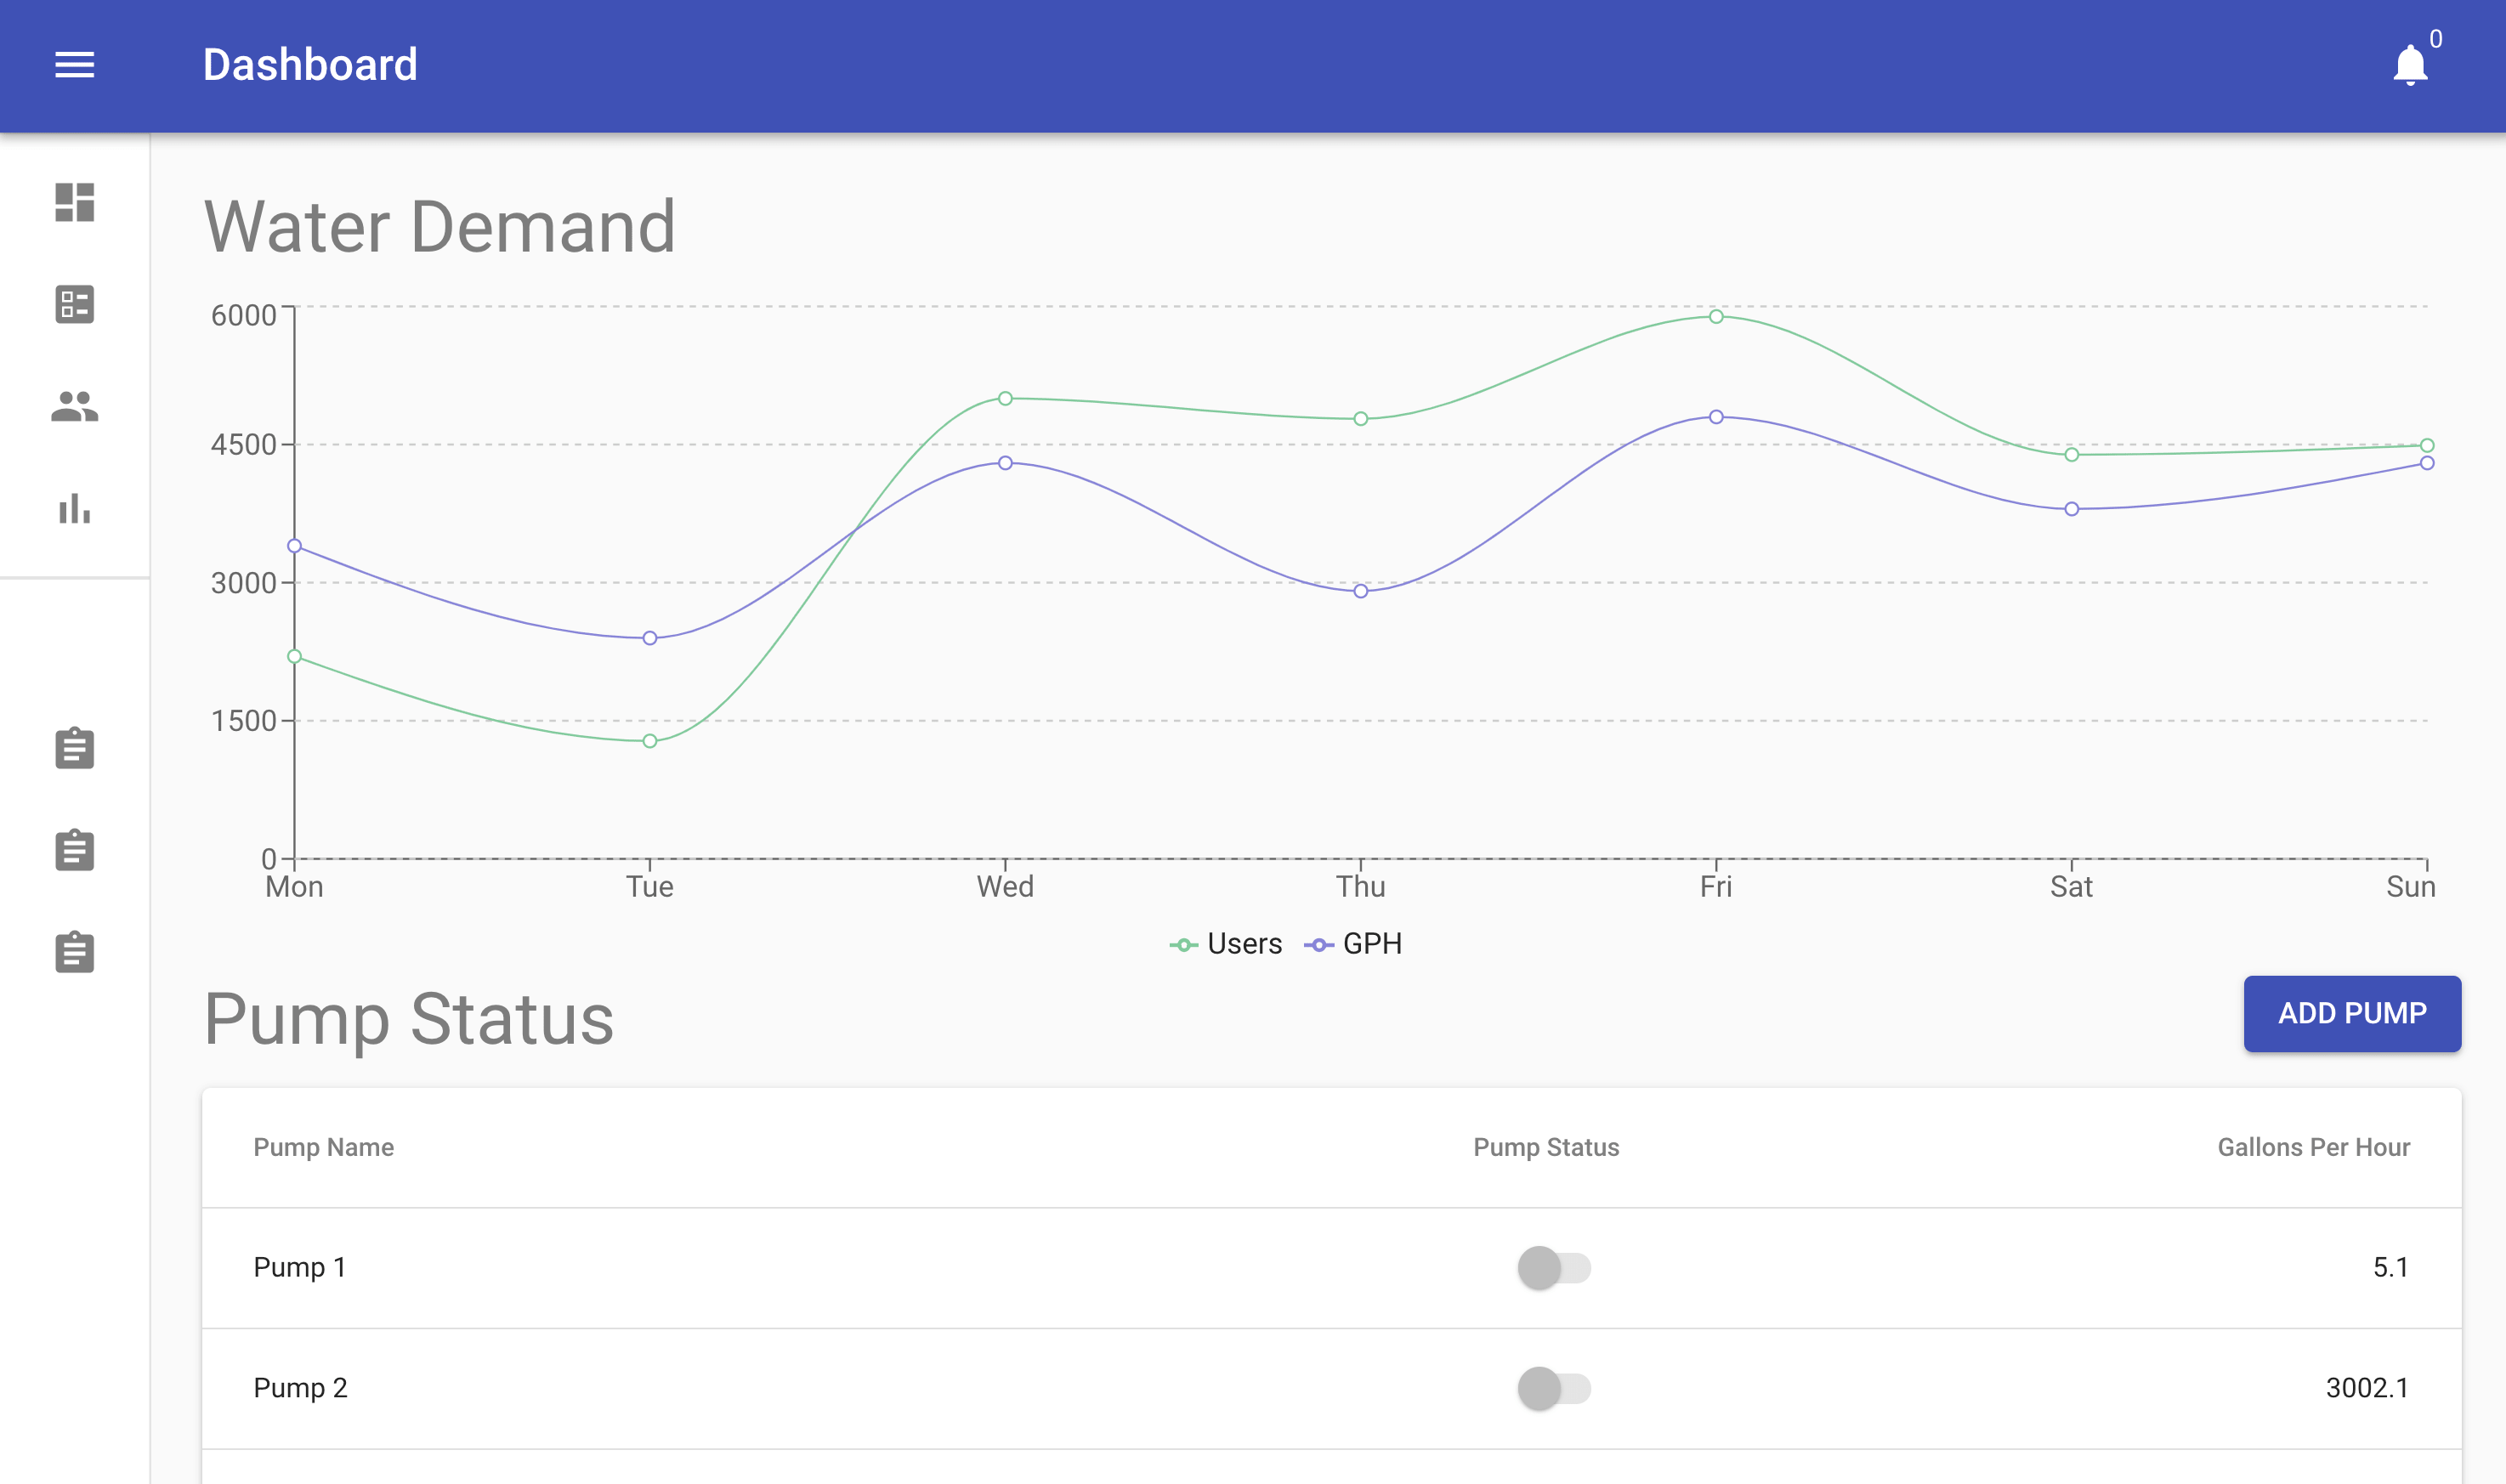 Dashboard
0
Water Demand
6000
4500
3000
1500
0
Mon Tue Wed Thu Fri Sat Sun
Users GPH
Pump Status
ADD PUMP
Pump Name Pump Status Gallons Per Hour
Pump 1 5.1
Pump 2 3002.1